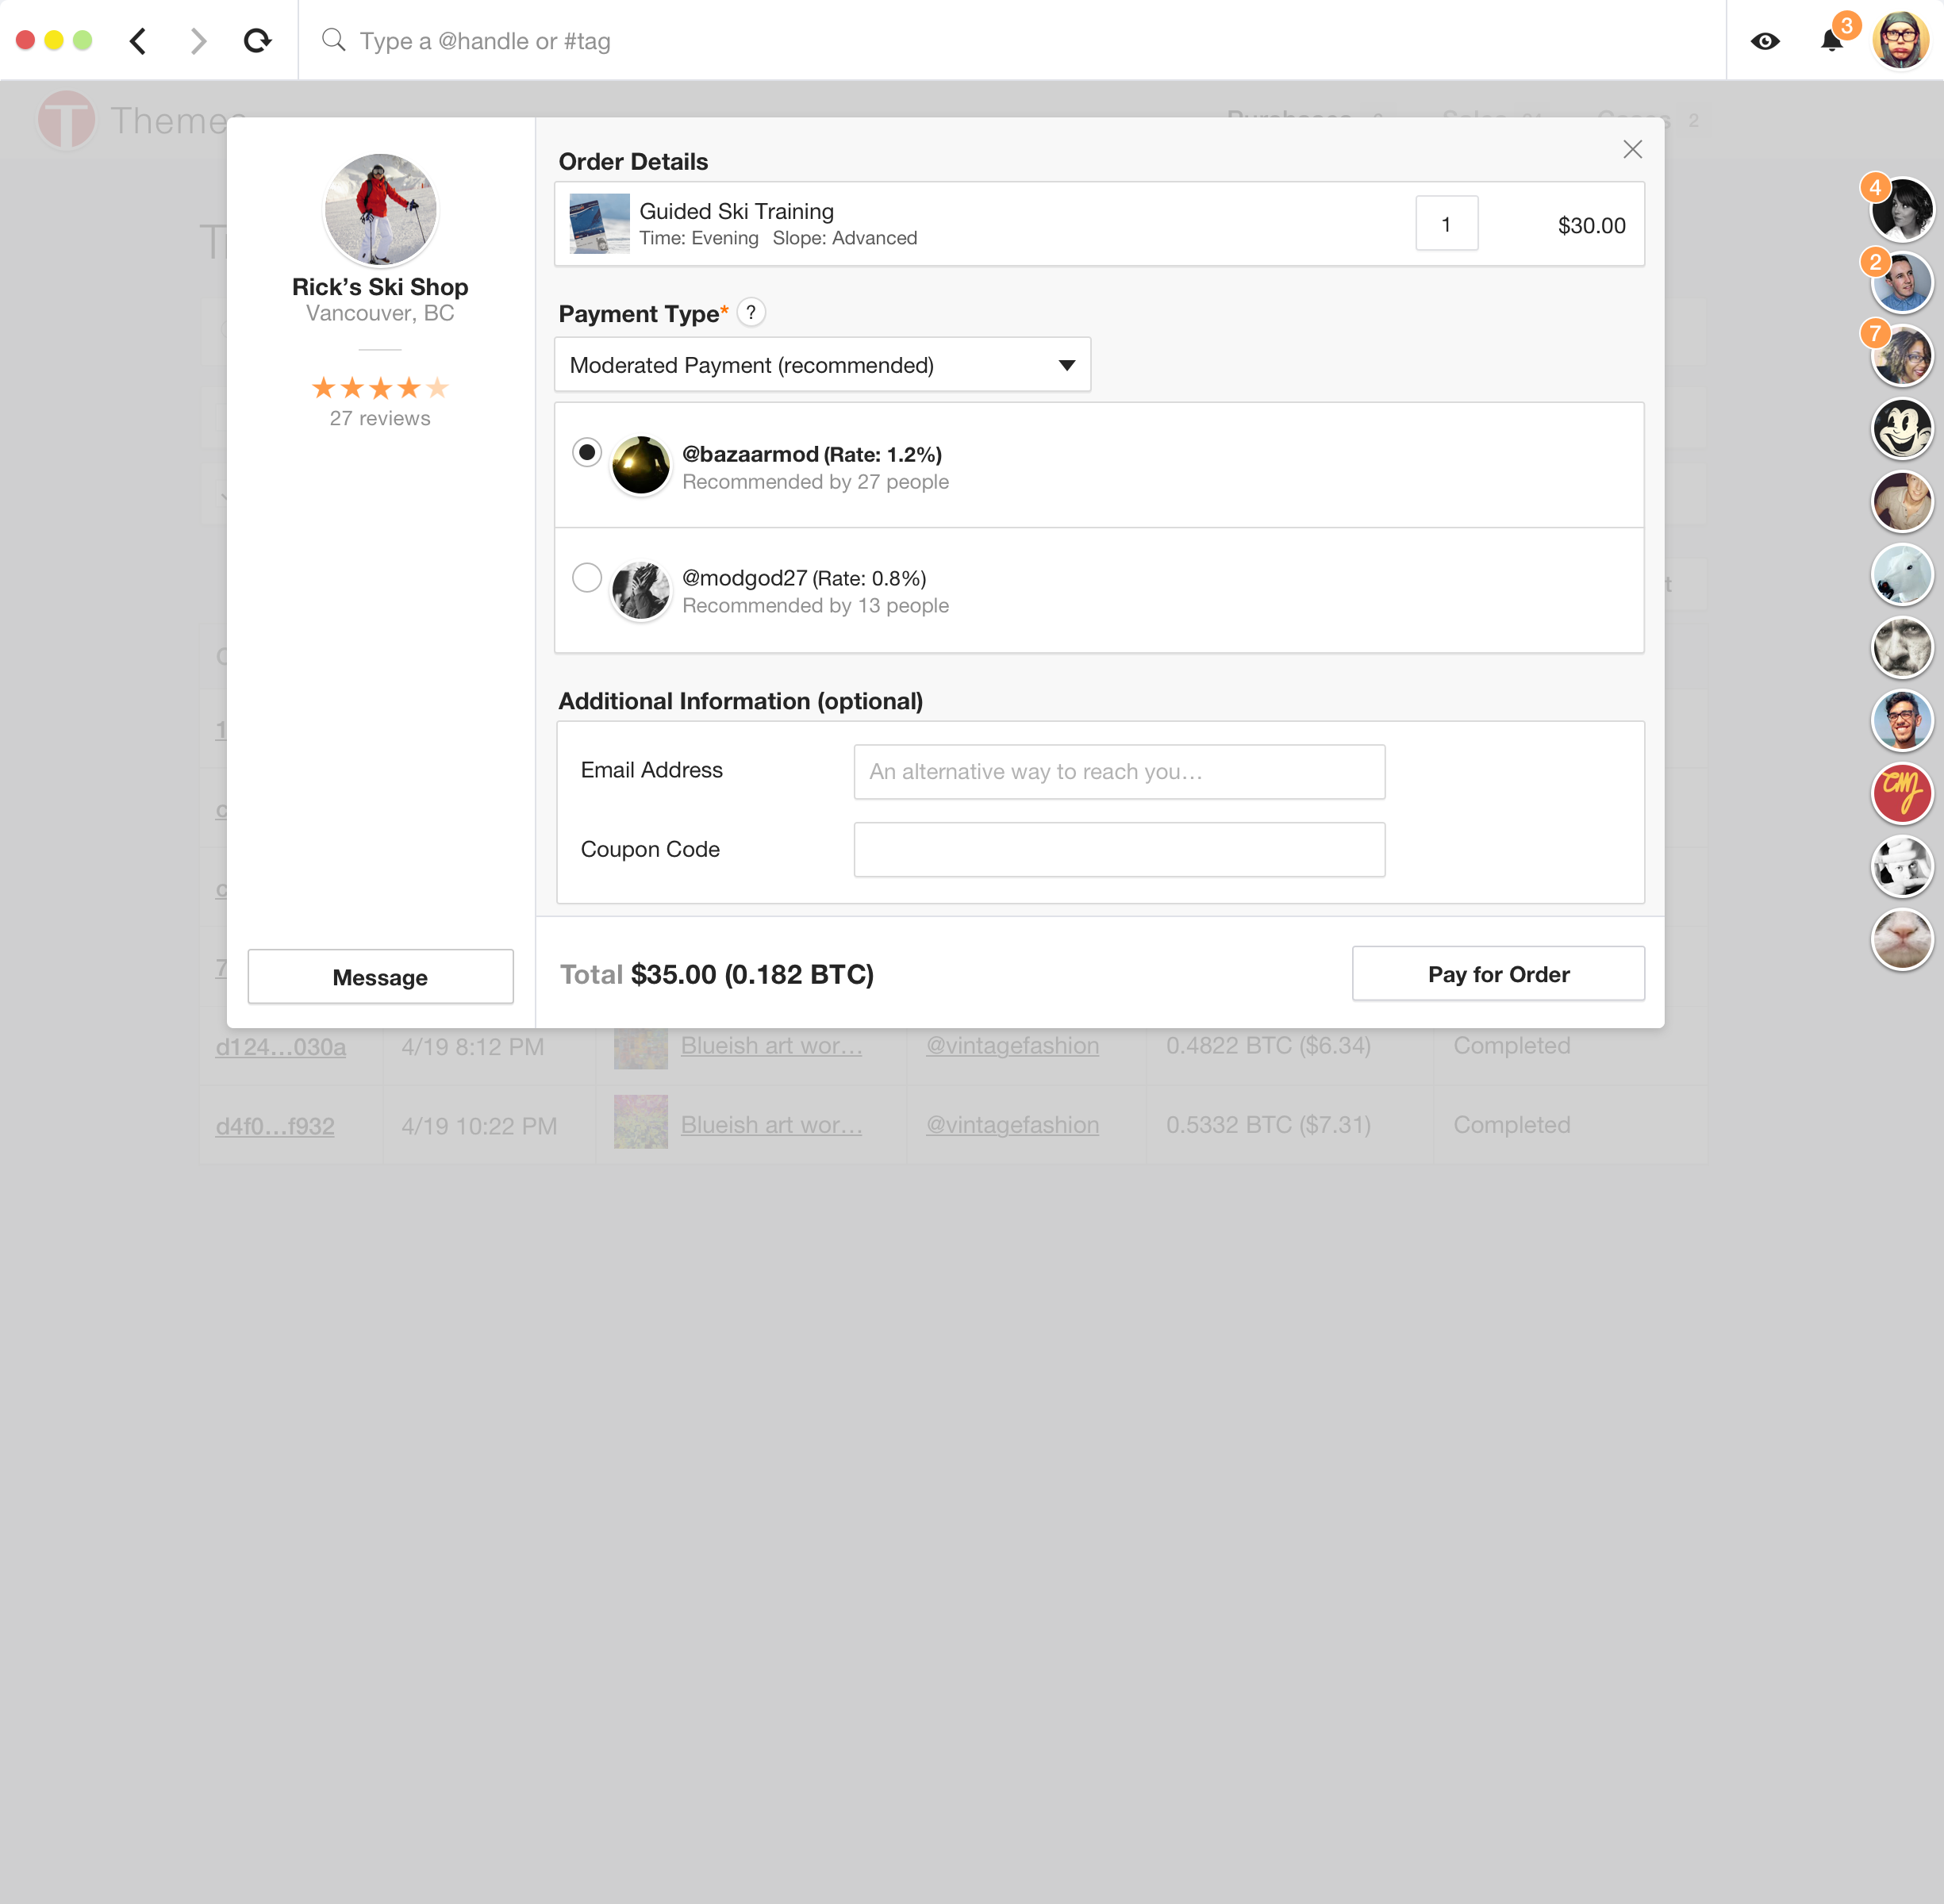 Type a @handle or #tag
3
Themes
Purchases
Sales
Cases 2
Order Details
Guided Ski Training
Time: Evening Slope: Advanced
1
$30.00
4
2
7
Rick’s Ski Shop
Vancouver, BC
27 reviews
Payment Type* ?
Moderated Payment (recommended)
@bazaarmod (Rate: 1.2%)
Recommended by 27 people
@modgod27 (Rate: 0.8%)
Recommended by 13 people
Additional Information (optional)
Email Address
An alternative way to reach you…
Coupon Code
Message
Total $35.00 (0.182 BTC)
Pay for Order
d124…030a 4/19 8:12 PM Blueish art wor… @vintagefashion 0.4822 BTC ($6.34) Completed
d4f0…f932 4/19 10:22 PM Blueish art wor… @vintagefashion 0.5332 BTC ($7.31) Completed